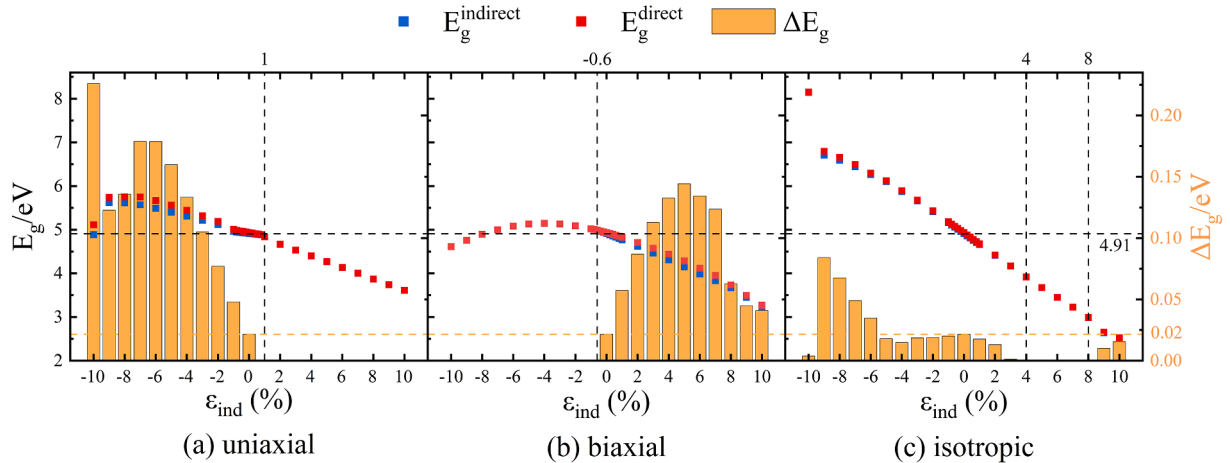 E_g^indirect E_g^direct ΔE_g
1 -0.6 4 8
E_g/eV
8
7
6
5
4
3
2
0.20
0.15
0.10
0.05
0.02
0.00
ΔE_g/eV
4.91
-10 -8 -6 -4 -2 0 2 4 6 8 10
-10 -8 -6 -4 -2 0 2 4 6 8 10
-10 -8 -6 -4 -2 0 2 4 6 8 10
ε_ind (%) ε_ind (%) ε_ind (%)
(a) uniaxial (b) biaxial (c) isotropic